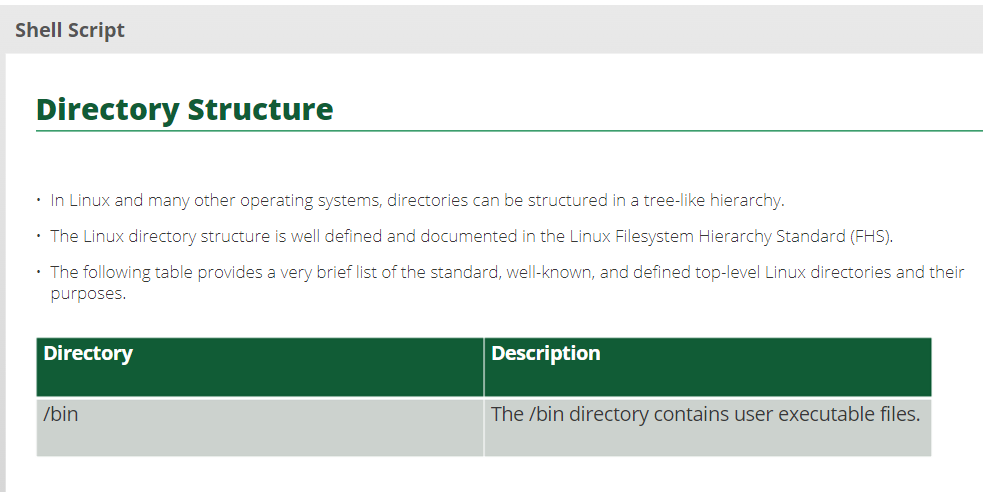 Shell Script
Directory Structure
• In Linux and many other operating systems, directories can be structured in a tree-like hierarchy.
• The Linux directory structure is well defined and documented in the Linux Filesystem Hierarchy Standard (FHS).
• The following table provides a very brief list of the standard, well-known, and defined top-level Linux directories and their
purposes.
Directory Description
/bin The /bin directory contains user executable files.